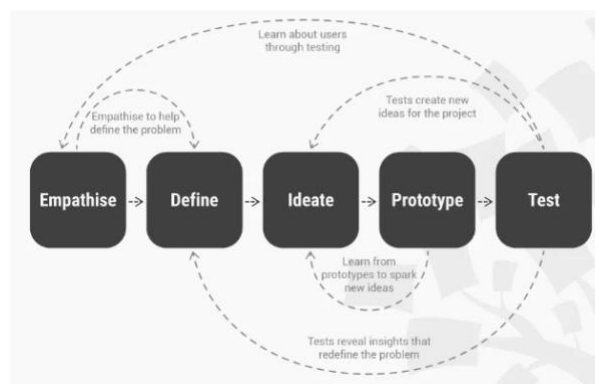 Learn about users
through testing
Tests create new
ideas for the project
Empathise to help
define the problem
Empathise
Define
Ideate
Prototype
Test
Learn from
prototypes to spark
new ideas
Tests reveal insights that
redefine the problem